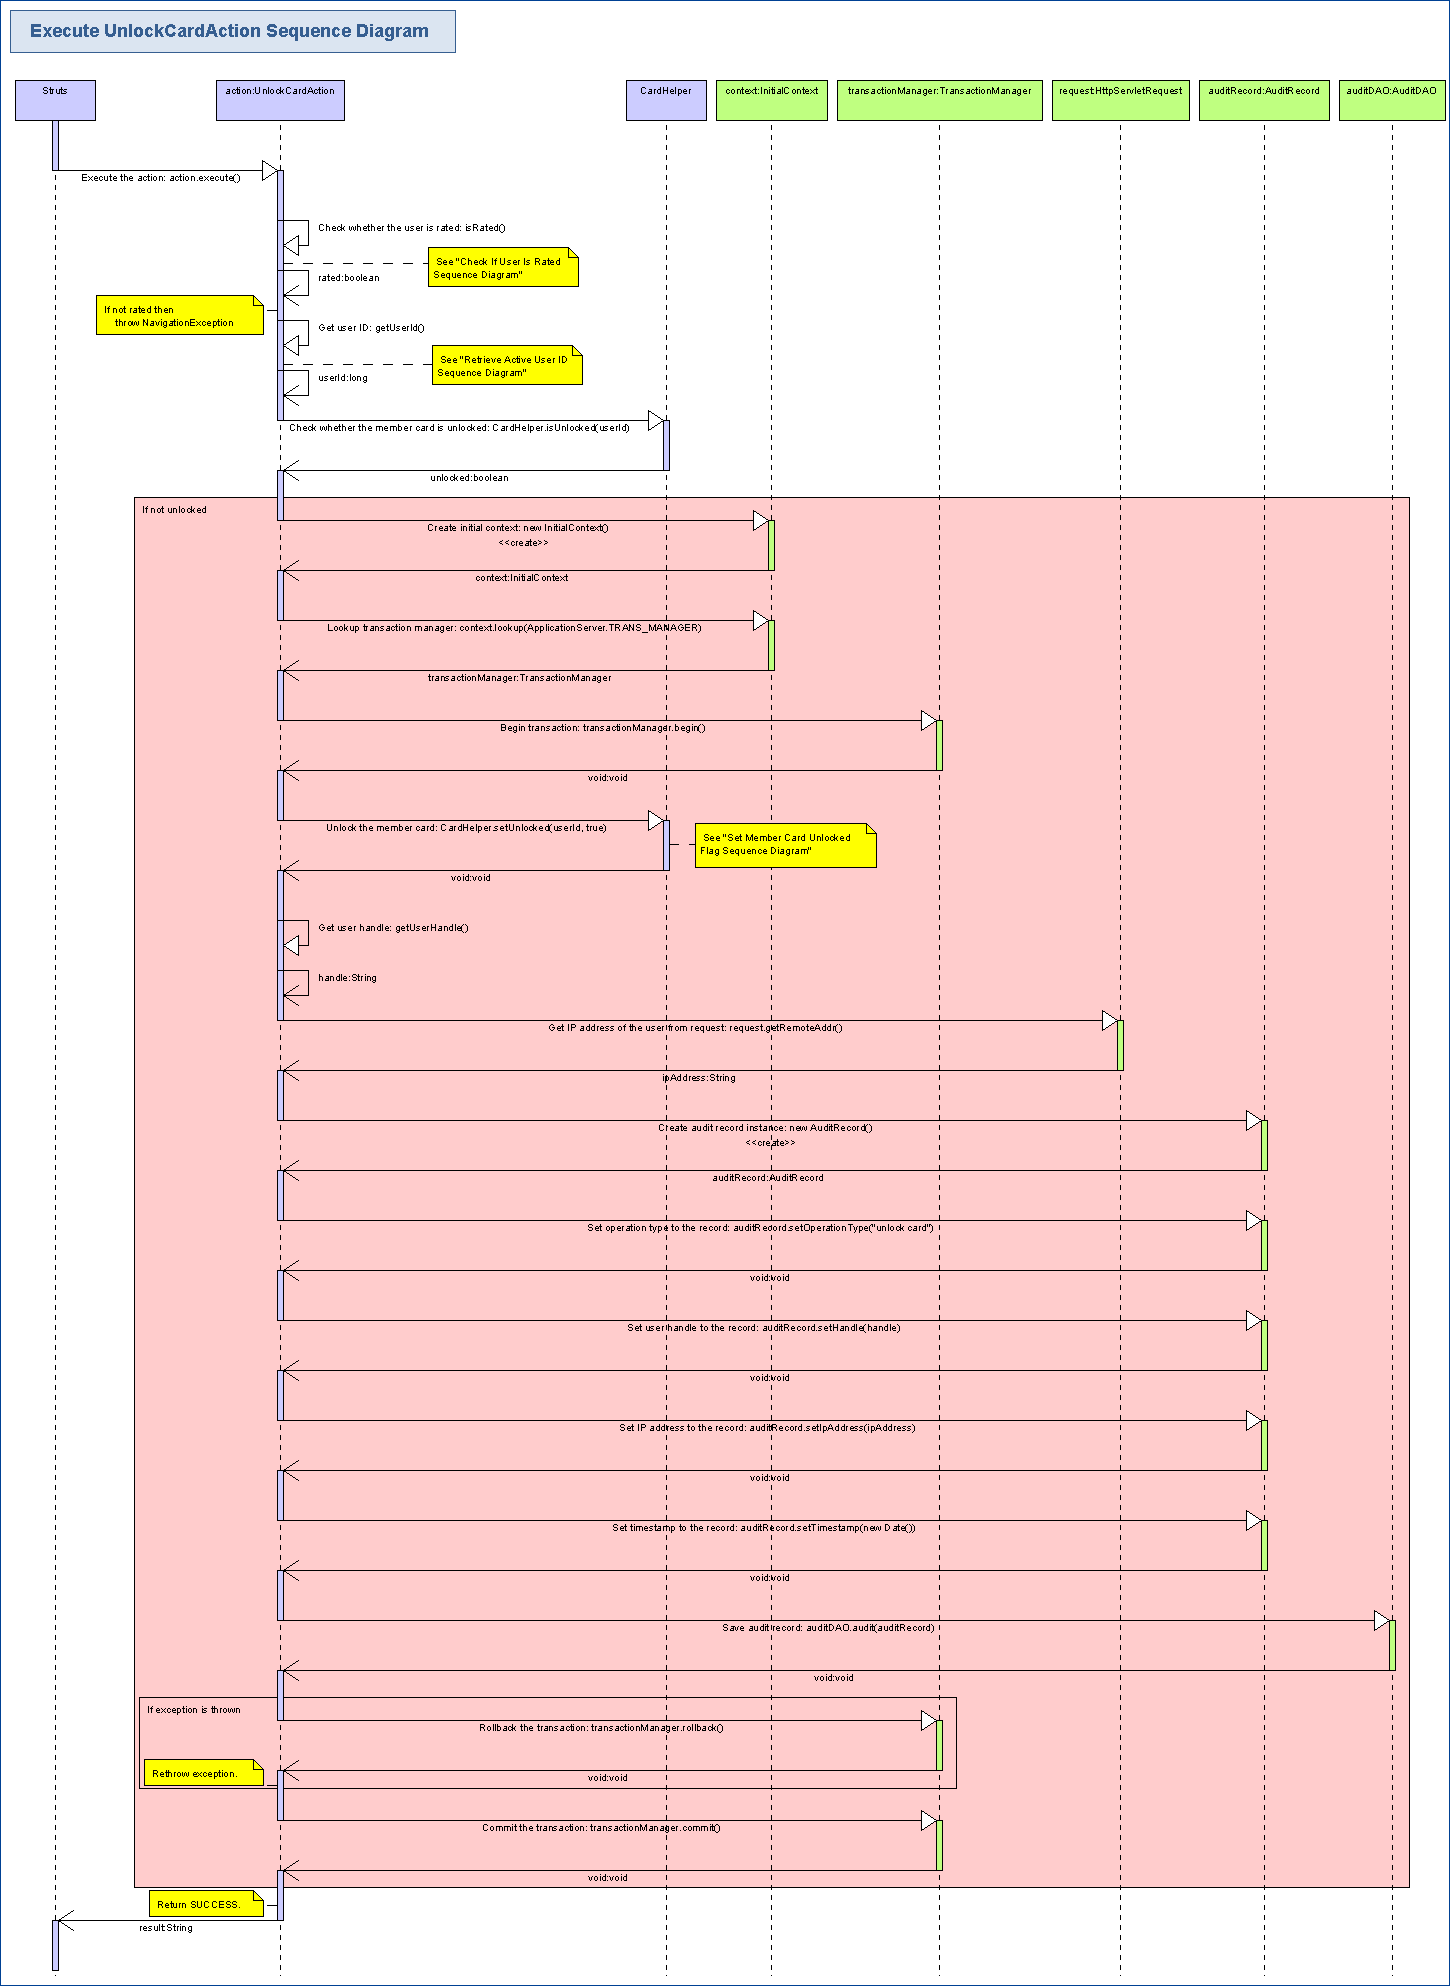 Execute UnlockCardAction Sequence Diagram
Struts
action:UnlockCardAction
CardHelper
context:InitialContext
transactionManager:TransactionManager
request:HttpServletRequest
auditRecord:AuditRecord
auditDAO:AuditDAO
Execute the action: action.execute()
Check whether the user is rated: isRated()
See "Check If User Is Rated
Sequence Diagram"
rated:boolean
If not rated then
throw NavigationException
Get user ID: getUserId()
See "Retrieve Active User ID
Sequence Diagram"
userId:long
Check whether the member card is unlocked: CardHelper.isUnlocked(userId)
unlocked:boolean
If not unlocked
Create initial context: new InitialContext()
<<create>>
context:InitialContext
Lookup transaction manager: context.lookup(ApplicationServer.TRANS_MANAGER)
transactionManager:TransactionManager
Begin transaction: transactionManager.begin()
void:void
Unlock the member card: CardHelper.setUnlocked(userId, true)
See "Set Member Card Unlocked
Flag Sequence Diagram"
void:void
Get user handle: getUserHandle()
handle:String
Get IP address of the user from request: request.getRemoteAddr()
ipAddress:String
Create audit record instance: new AuditRecord()
<<create>>
auditRecord:AuditRecord
Set operation type to the record: auditRecord.setOperationType("unlock card")
void:void
Set user handle to the record: auditRecord.setHandle(handle)
void:void
Set IP address to the record: auditRecord.setIpAddress(ipAddress)
void:void
Set timestamp to the record: auditRecord.setTimestamp(new Date())
void:void
Save audit record: auditDAO.audit(auditRecord)
void:void
If exception is thrown
Rollback the transaction: transactionManager.rollback()
Rethrow exception.
void:void
Commit the transaction: transactionManager.commit()
void:void
Return SUCCESS.
result:String